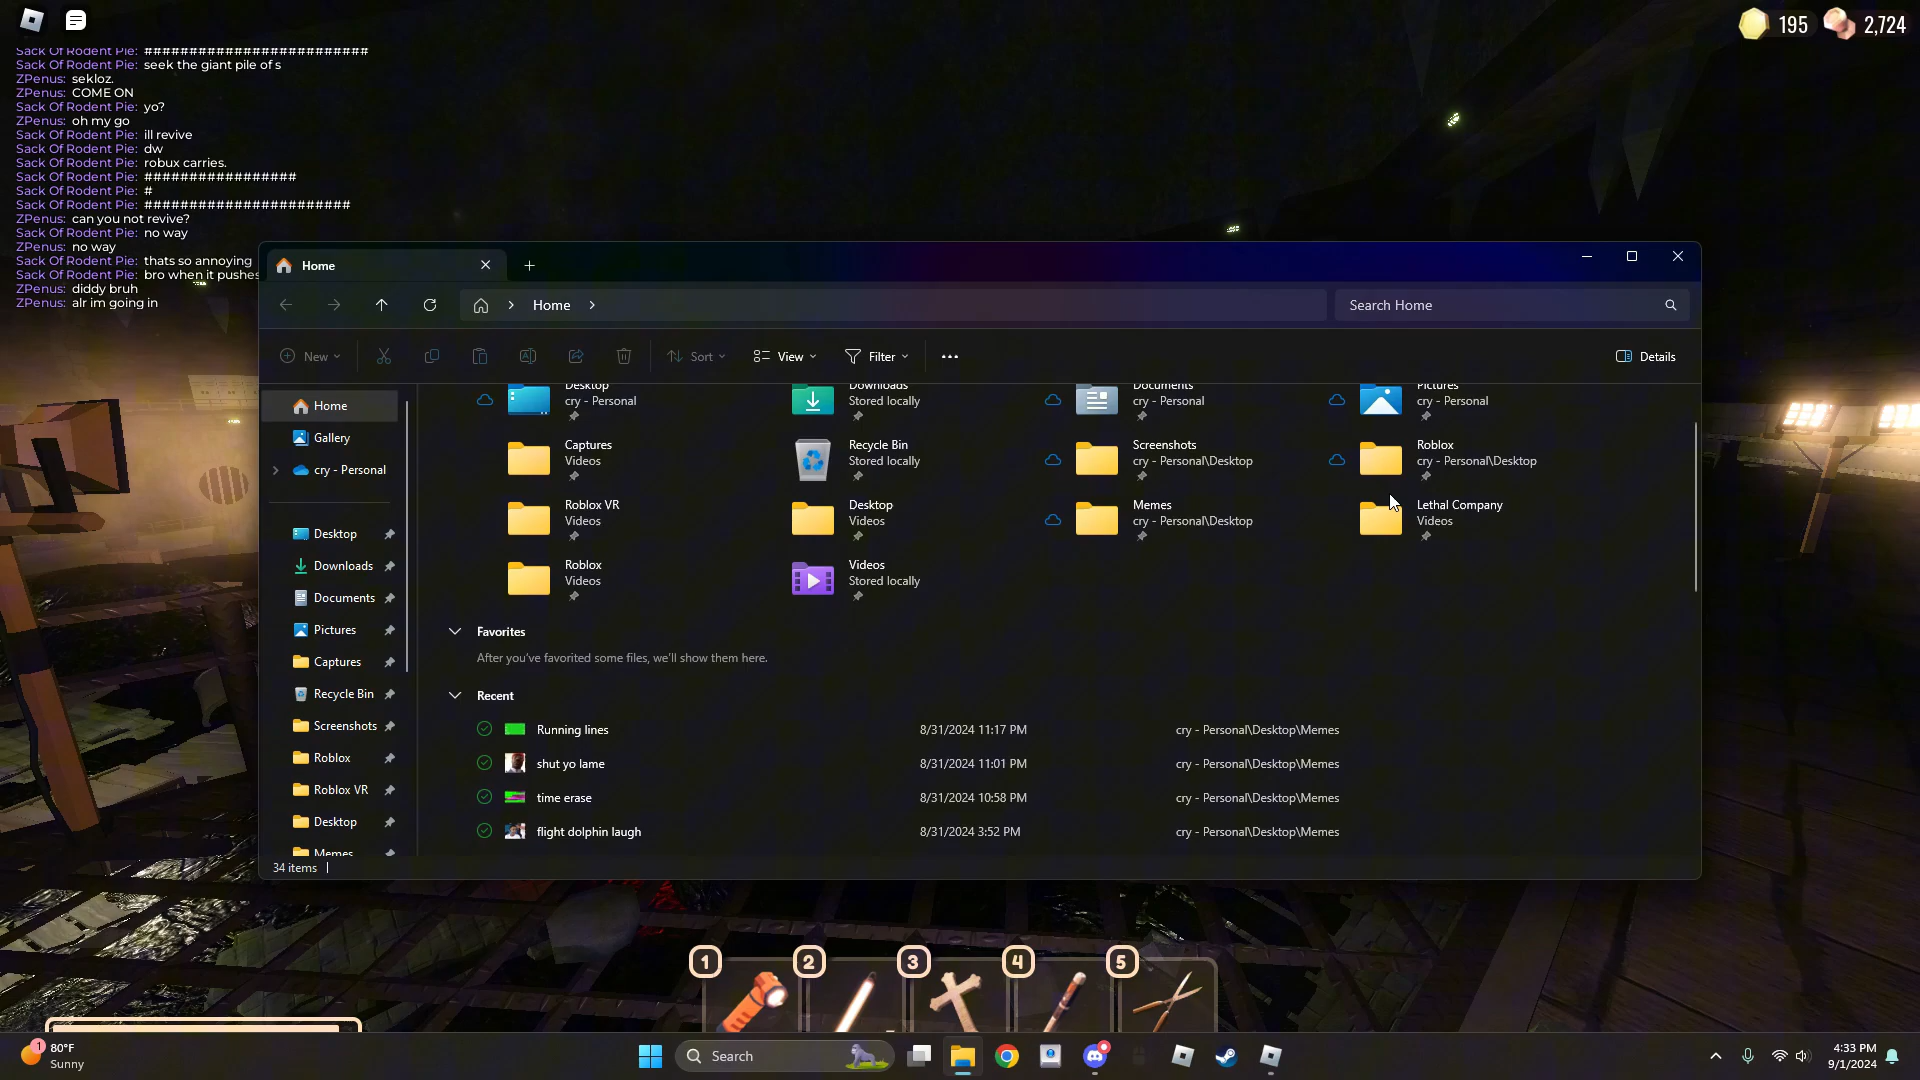 195
2,724
Sack Of Rodent Pie: #########################
Sack Of Rodent Pie: seek the giant pile of s
ZPenus: sekloz.
ZPenus: COME ON
Sack Of Rodent Pie: yo?
ZPenus: oh my go
Sack Of Rodent Pie: ill revive
Sack Of Rodent Pie: dw
Sack Of Rodent Pie: robux carries.
Sack Of Rodent Pie: #################
Sack Of Rodent Pie: #
Sack Of Rodent Pie: #######################
ZPenus: can you not revive?
Sack Of Rodent Pie: no way
ZPenus: no way
Sack Of Rodent Pie: thats so annoying
Sack Of Rodent Pie: bro when it pushes
ZPenus: diddy bruh
ZPenus: alr im going in
Home
Home
Search Home
New
Sort
View
Filter
Details
Home
Gallery
cry - Personal
Desktop
Downloads
Documents
Pictures
Captures
Recycle Bin
Screenshots
Roblox
Roblox VR
Desktop
Memes
Desktop
cry - Personal
Downloads
Stored locally
Documents
cry - Personal
Pictures
cry - Personal
Captures
Videos
Recycle Bin
Stored locally
Screenshots
cry - Personal\Desktop
Roblox
cry - Personal\Desktop
Roblox VR
Videos
Desktop
Videos
Memes
cry - Personal\Desktop
Lethal Company
Videos
Roblox
Videos
Videos
Stored locally
Favorites
After you've favorited some files, we'll show them here.
Recent
Running lines 8/31/2024 11:17 PM cry - Personal\Desktop\Memes
shut yo lame 8/31/2024 11:01 PM cry - Personal\Desktop\Memes
time erase 8/31/2024 10:58 PM cry - Personal\Desktop\Memes
flight dolphin laugh 8/31/2024 3:52 PM cry - Personal\Desktop\Memes
34 items
1 2 3 4 5
1
80°F
Sunny
Search
4:33 PM
9/1/2024